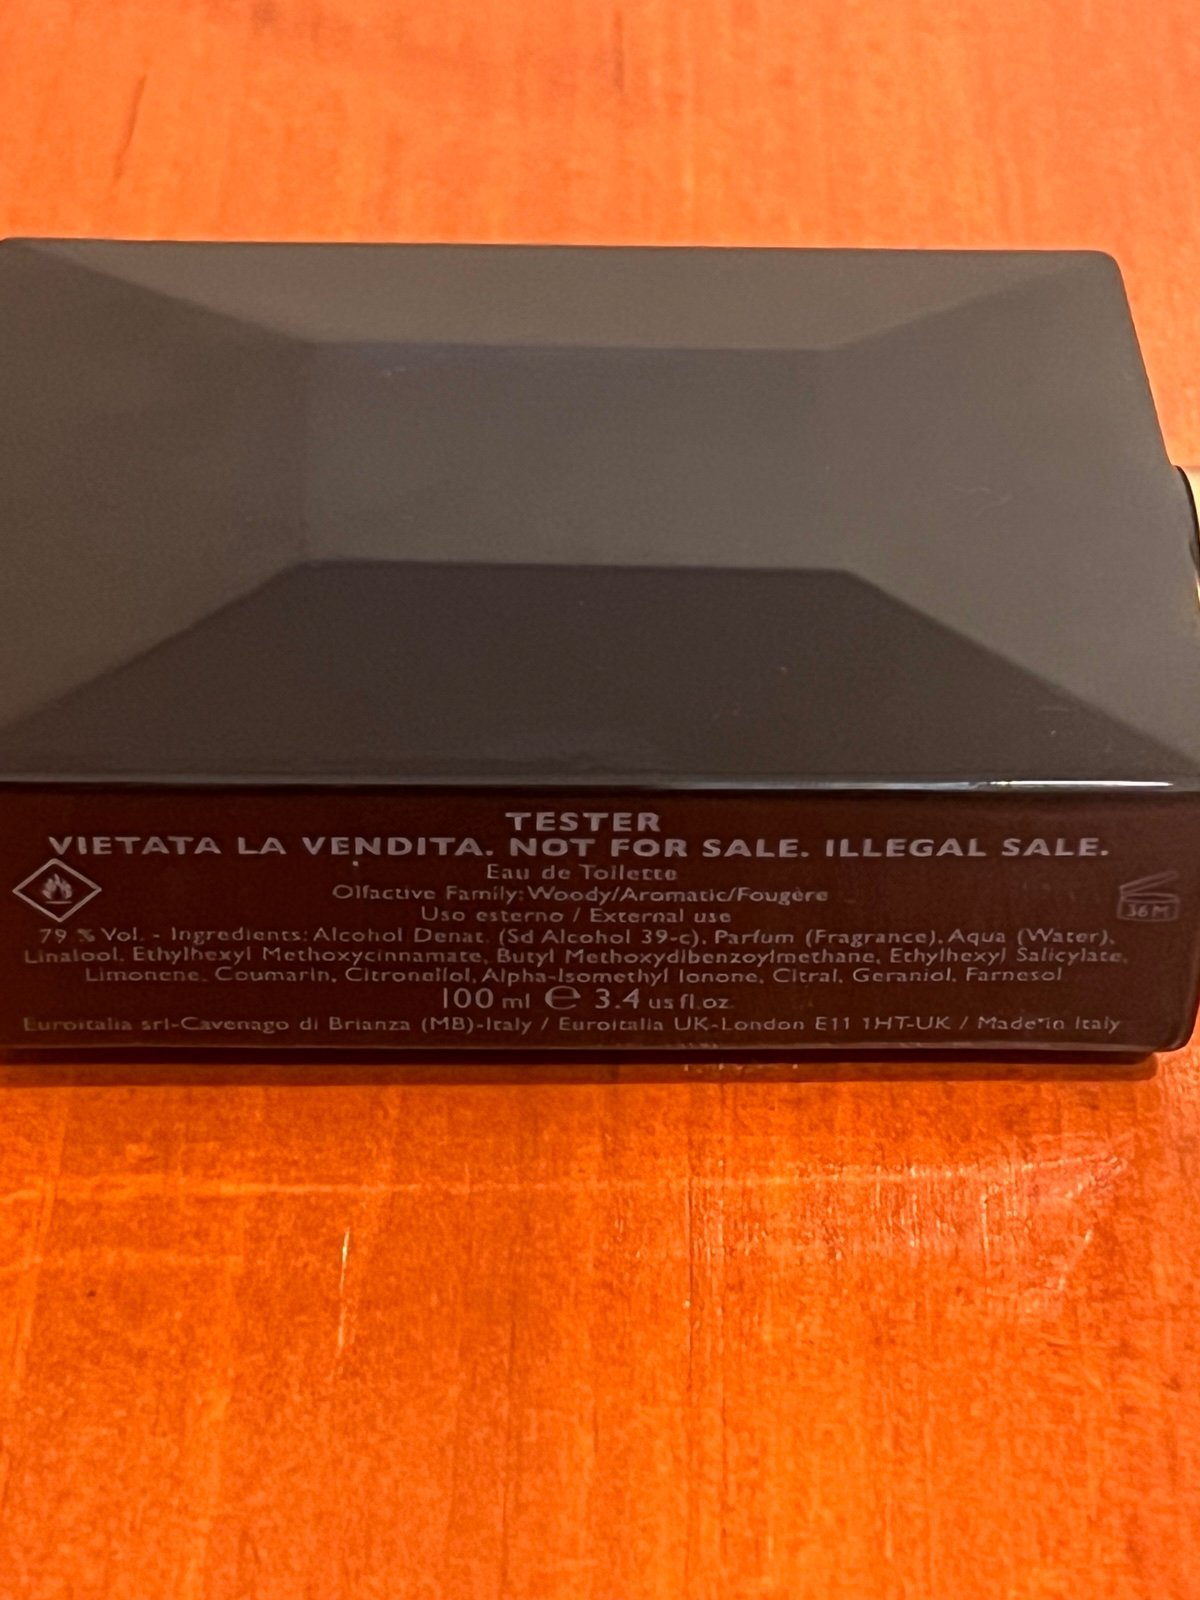 TESTER
VIETATA LA VENDITA. NOT FOR SALE. ILLEGAL SALE.
Eau de Toilette
Olfactive Family: Woody/Aromatic/Fougère
Uso esterno / External use
36 M
79 % Vol. - Ingredients: Alcohol Denat. (Sd Alcohol 39-c), Parfum (Fragrance), Aqua (Water),
Linalool, Ethylhexyl Methoxycinnamate, Butyl Methoxydibenzoylmethane, Ethylhexyl Salicylate,
Limonene, Coumarin, Citronellol, Alpha-Isomethyl Ionone, Citral, Geraniol, Farnesol
100 ml ℮ 3.4 us fl.oz.
Euroitalia srl-Cavenago di Brianza (MB)-Italy / Euroitalia UK-London E11 1HT-UK / Made in Italy